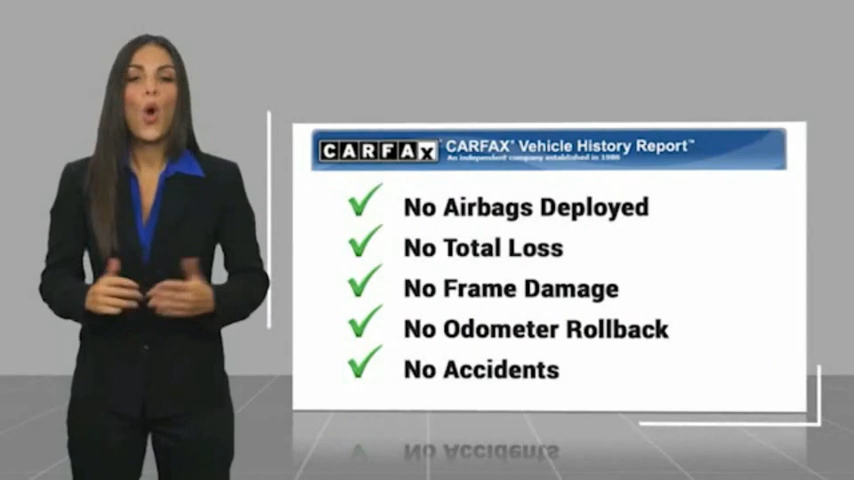 CARFAX CARFAX® Vehicle History Report™
An independent company established in 1986
No Airbags Deployed
No Total Loss
No Frame Damage
No Odometer Rollback
No Accidents